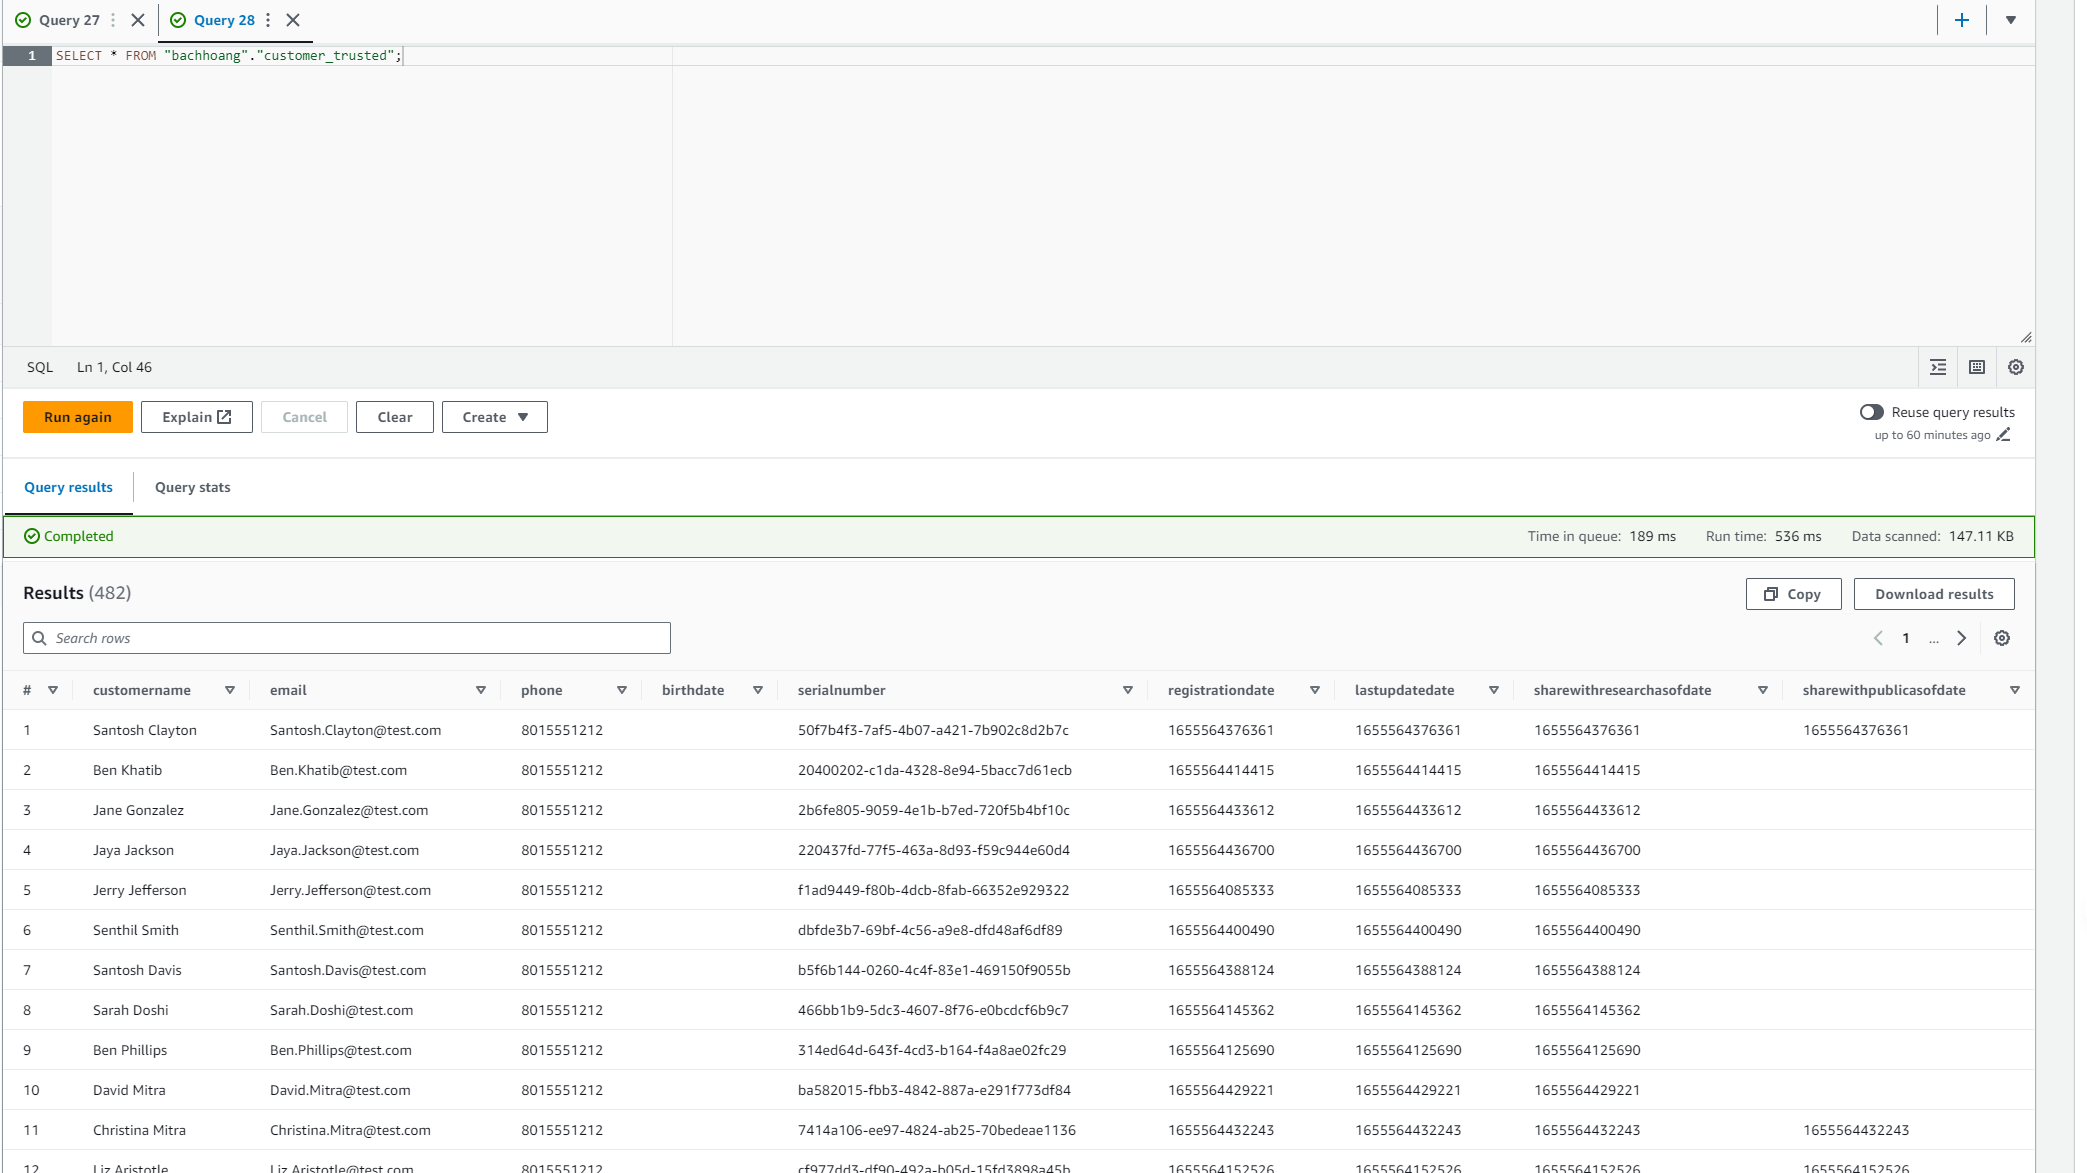 Query 27 Query 28
1 SELECT * FROM "bachhoang"."customer_trusted";
SQL Ln 1, Col 46
Run again Explain Cancel Clear Create Reuse query results
up to 60 minutes ago
Query results Query stats
Completed Time in queue: 189 ms Run time: 536 ms Data scanned: 147.11 KB
Results (482) Copy Download results
Search rows 1 ...
# customername email phone birthdate serialnumber registrationdate lastupdatedate sharewithresearchasofdate sharewithpublicasofdate
1 Santosh Clayton Santosh.Clayton@test.com 8015551212 50f7b4f3-7af5-4b07-a421-7b902c8d2b7c 1655564376361 1655564376361 1655564376361 1655564376361
2 Ben Khatib Ben.Khatib@test.com 8015551212 20400202-c1da-4328-8e94-5bacc7d61ecb 1655564414415 1655564414415 1655564414415
3 Jane Gonzalez Jane.Gonzalez@test.com 8015551212 2b6fe805-9059-4e1b-b7ed-720f5b4bf10c 1655564433612 1655564433612 1655564433612
4 Jaya Jackson Jaya.Jackson@test.com 8015551212 220437fd-77f5-463a-8d93-f59c944e60d4 1655564436700 1655564436700 1655564436700
5 Jerry Jefferson Jerry.Jefferson@test.com 8015551212 f1ad9449-f80b-4dcb-8fab-66352e929322 1655564085333 1655564085333 1655564085333
6 Senthil Smith Senthil.Smith@test.com 8015551212 dbfde3b7-69bf-4c56-a9e8-dfd48af6df89 1655564400490 1655564400490 1655564400490
7 Santosh Davis Santosh.Davis@test.com 8015551212 b5f6b144-0260-4c4f-83e1-469150f9055b 1655564388124 1655564388124 1655564388124
8 Sarah Doshi Sarah.Doshi@test.com 8015551212 466bb1b9-5dc3-4607-8f76-e0bcdcf6b9c7 1655564145362 1655564145362 1655564145362
9 Ben Phillips Ben.Phillips@test.com 8015551212 314ed64d-643f-4cd3-b164-f4a8ae02fc29 1655564125690 1655564125690 1655564125690
10 David Mitra David.Mitra@test.com 8015551212 ba582015-fbb3-4842-887a-e291f773df84 1655564429221 1655564429221 1655564429221
11 Christina Mitra Christina.Mitra@test.com 8015551212 7414a106-ee97-4824-ab25-70bedeae1136 1655564432243 1655564432243 1655564432243 1655564432243
12 Liz Aristotle Liz.Aristotle@test.com 8015551212 cf977dd3-df90-492a-b05d-15fd3898a45b 1655564152526 1655564152526 1655564152526 1655564152526